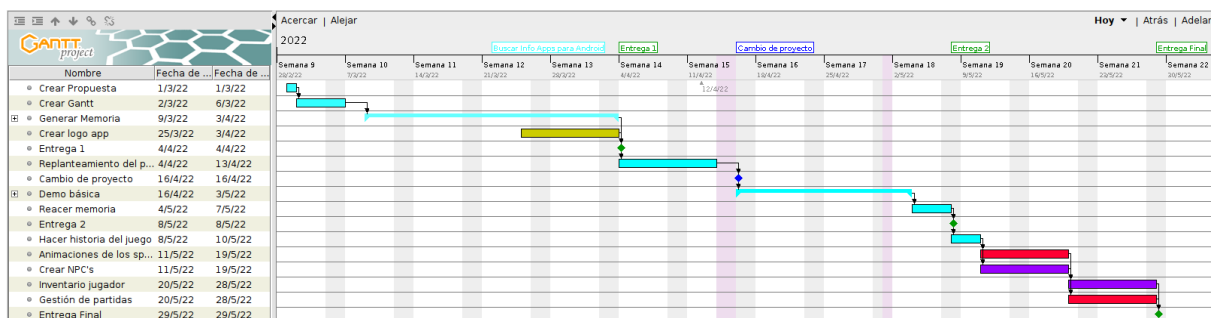 Acercar | Alejar
Hoy ▾ | Atrás | Adelan
GANTT
project
2022
Buscar Info Apps para Android
Entrega 1
Cambio de proyecto
Entrega 2
Entrega Final
Nombre Fecha de ... Fecha de ...
Semana 9 Semana 10 Semana 11 Semana 12 Semana 13 Semana 14 Semana 15 Semana 16 Semana 17 Semana 18 Semana 19 Semana 20 Semana 21 Semana 22
28/2/22 7/3/22 14/3/22 21/3/22 28/3/22 4/4/22 11/4/22 18/4/22 25/4/22 2/5/22 9/5/22 16/5/22 23/5/22 30/5/22
12/4/22
Crear Propuesta 1/3/22 1/3/22
Crear Gantt 2/3/22 6/3/22
Generar Memoria 9/3/22 3/4/22
Crear logo app 25/3/22 3/4/22
Entrega 1 4/4/22 4/4/22
Replanteamiento del p... 4/4/22 13/4/22
Cambio de proyecto 16/4/22 16/4/22
Demo básica 16/4/22 3/5/22
Reacer memoria 4/5/22 7/5/22
Entrega 2 8/5/22 8/5/22
Hacer historia del juego 8/5/22 10/5/22
Animaciones de los sp... 11/5/22 19/5/22
Crear NPC's 11/5/22 19/5/22
Inventario jugador 20/5/22 28/5/22
Gestión de partidas 20/5/22 28/5/22
Entrega Final 29/5/22 29/5/22